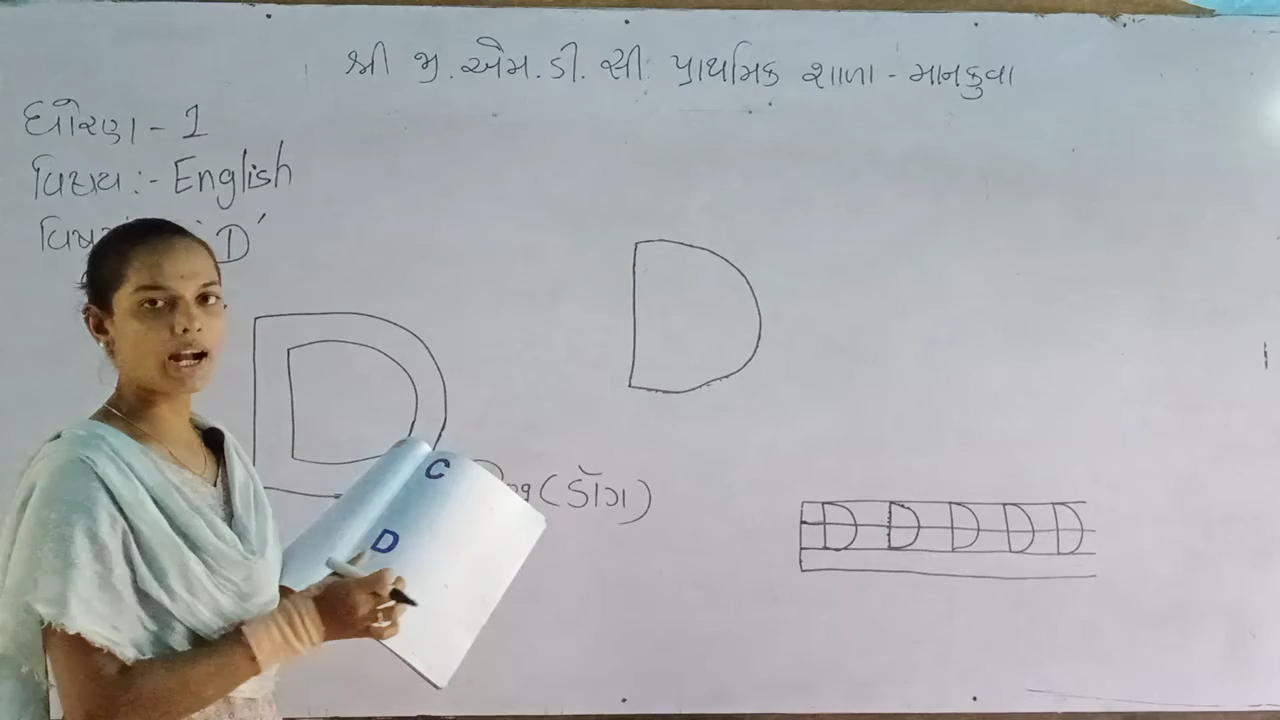 શ્રી જી. એમ. ડી. સી. પ્રાથમિક શાળા - માનકુવા
ધોરણ - 1
વિષય :- English
'D'
D
D
(ડૉગ)
C
D
D D D D D